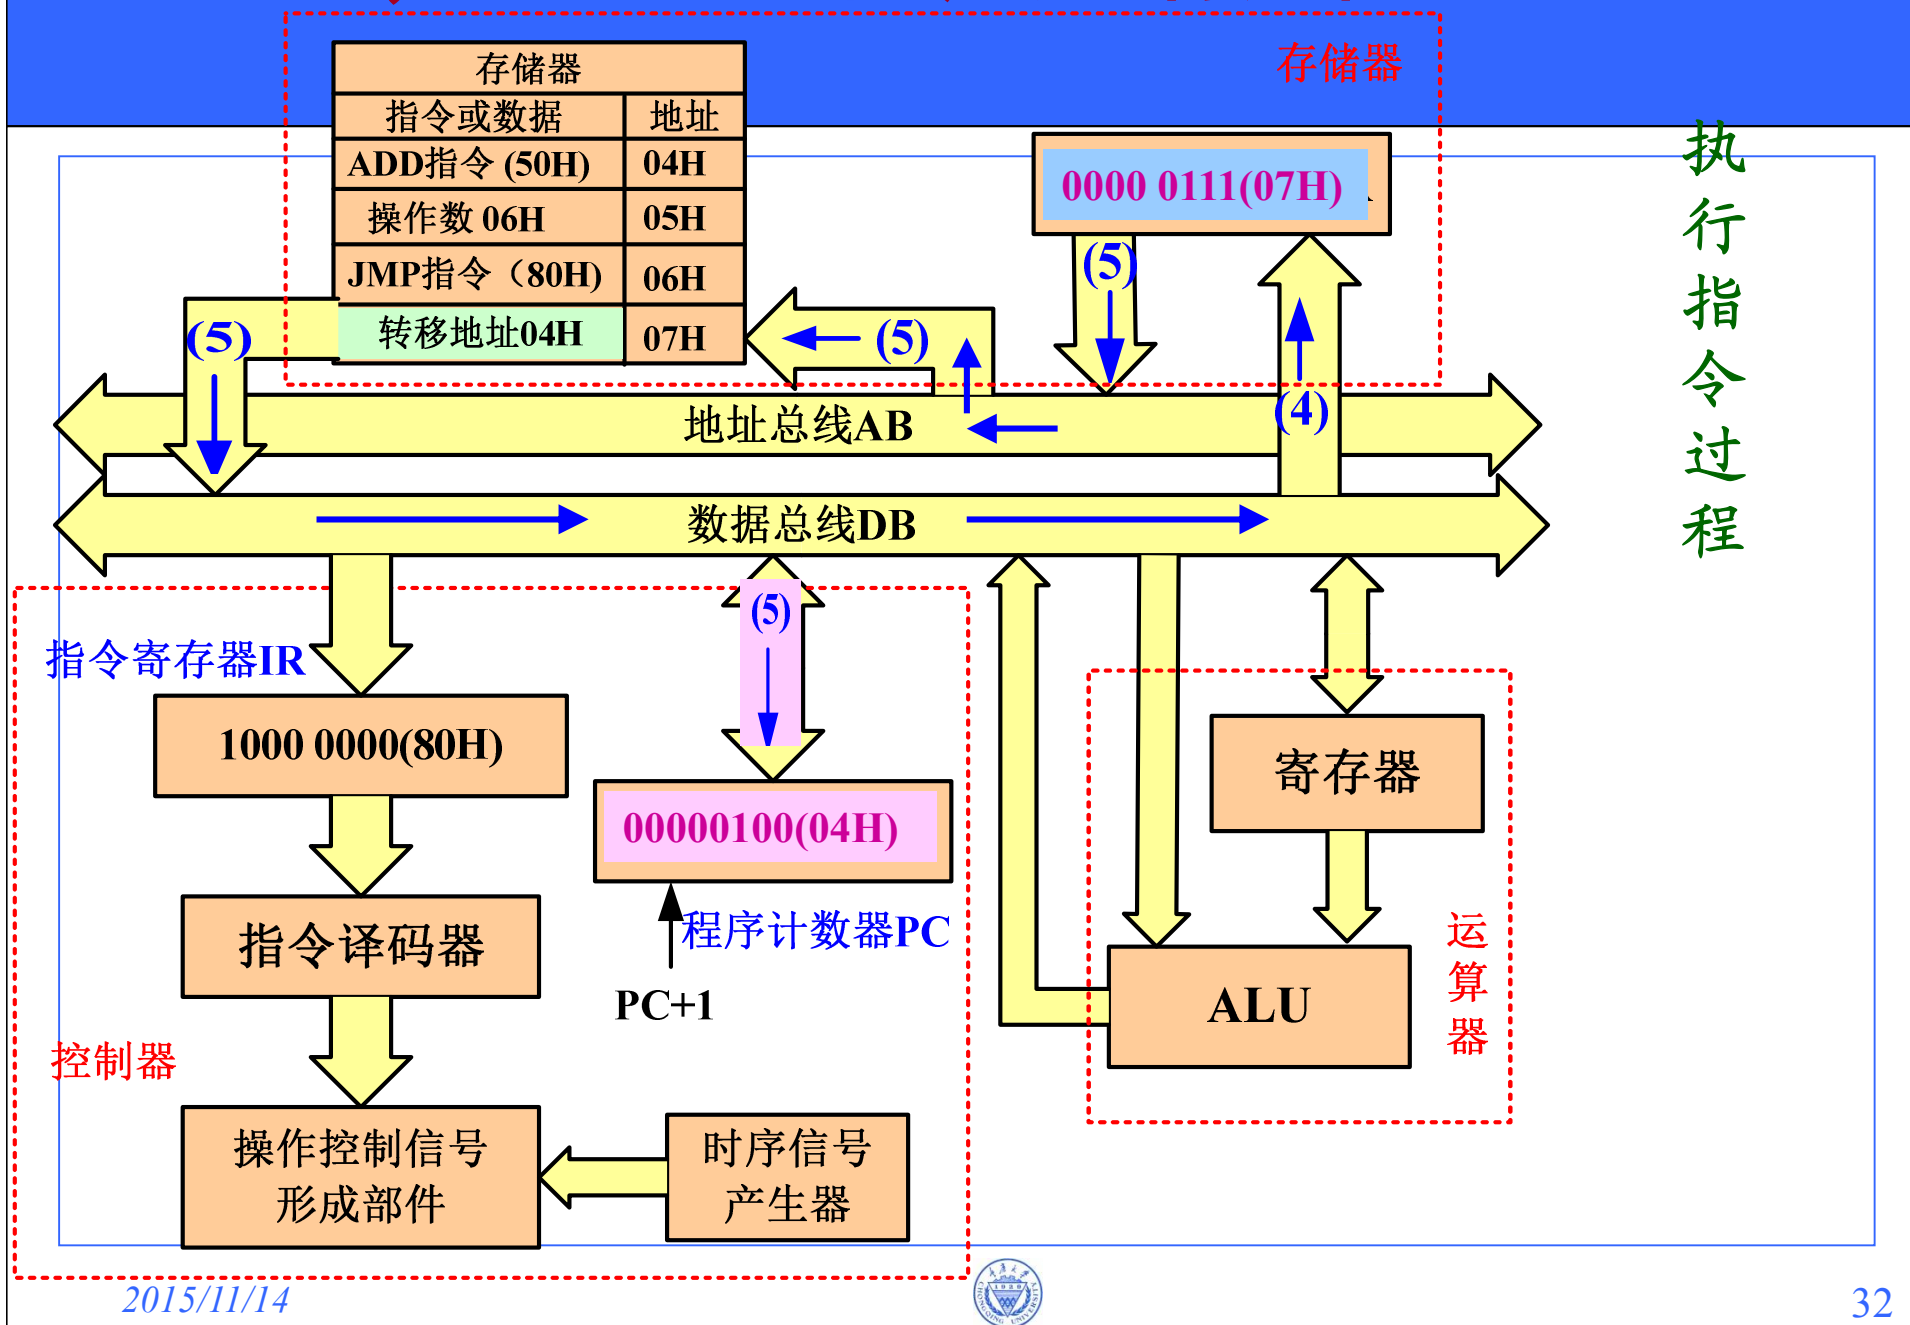 存储器
存储器
指令或数据 地址
ADD指令 (50H) 04H
操作数 06H 05H
JMP指令（80H) 06H
转移地址04H 07H
0000 0111(07H)
(5)
(5)
(5)
(4)
地址总线AB
数据总线DB
(5)
指令寄存器IR
1000 0000(80H)
00000100(04H)
程序计数器PC
PC+1
指令译码器
控制器
操作控制信号
形成部件
时序信号
产生器
寄存器
ALU
运
算
器
执
行
指
令
过
程
2015/11/14
32